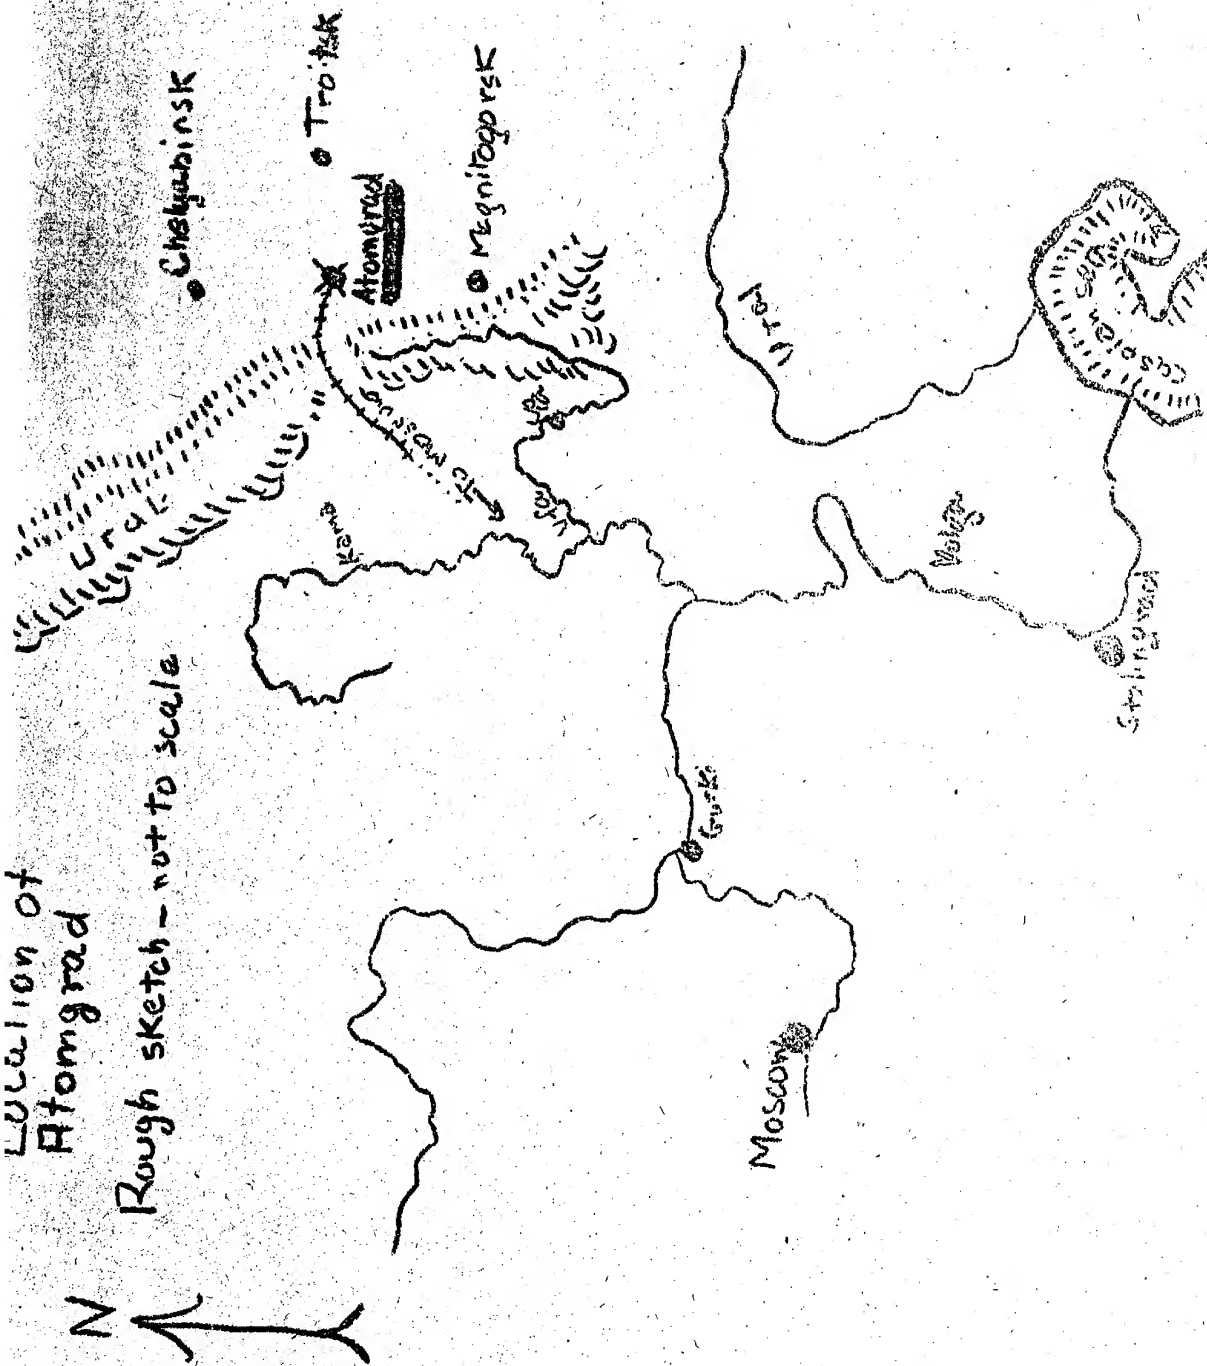 Location of
Atomgrad
Rough sketch - not to scale
N
Ural
Chelyabinsk
Troitsk
Atomgrad
Magnitogorsk
To Moscow
Kama
Ufa
Ural
Caspian Sea
Volga
Stalingrad
Gorki
Moscow